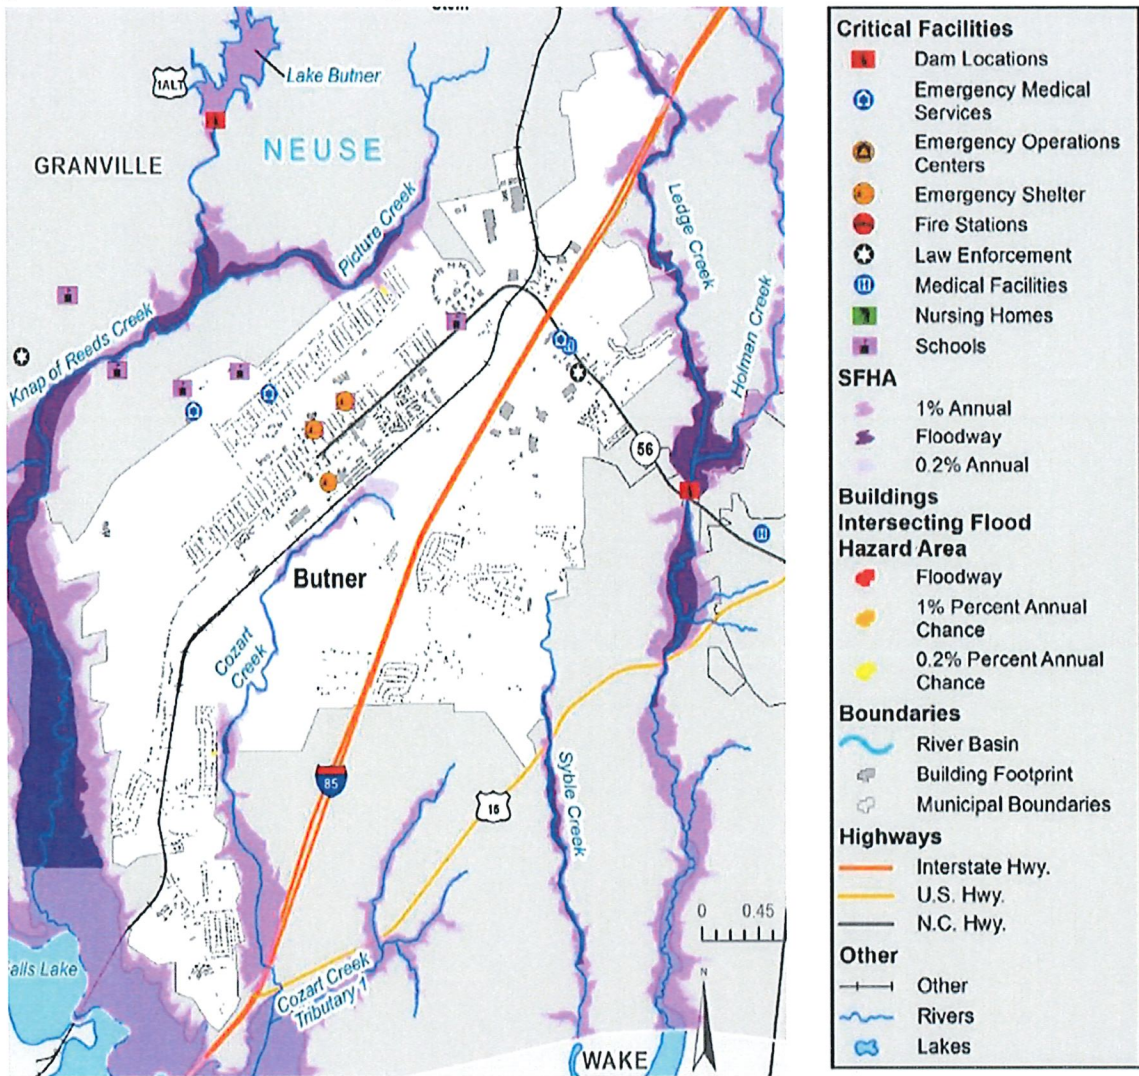 Lake Butner
1ALT
NEUSE
GRANVILLE
Picture Creek
Ledge Creek
Holman Creek
Knap of Reeds Creek
56
Butner
Cozart
Creek
85
15
Syble Creek
0 0.45
alls Lake
Cozart Creek
Tributary 1
N
WAKE
Critical Facilities
Dam Locations
Emergency Medical
Services
Emergency Operations
Centers
Emergency Shelter
Fire Stations
Law Enforcement
Medical Facilities
Nursing Homes
Schools
SFHA
1% Annual
Floodway
0.2% Annual
Buildings
Intersecting Flood
Hazard Area
Floodway
1% Percent Annual
Chance
0.2% Percent Annual
Chance
Boundaries
River Basin
Building Footprint
Municipal Boundaries
Highways
Interstate Hwy.
U.S. Hwy.
N.C. Hwy.
Other
Other
Rivers
Lakes